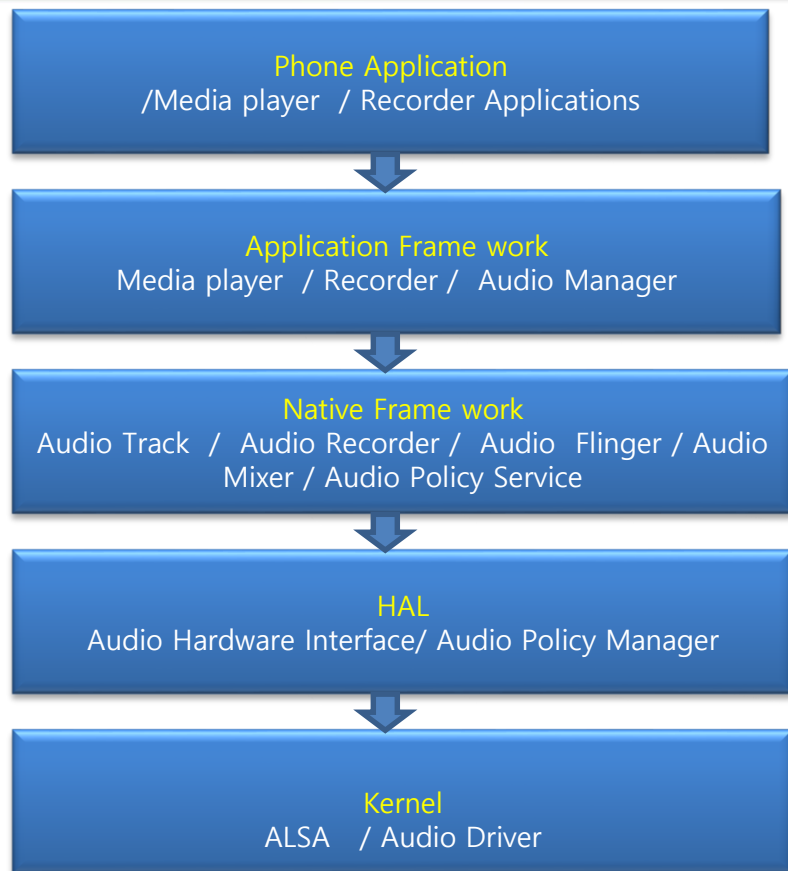 Phone Application
/Media player / Recorder Applications
Application Frame work
Media player / Recorder / Audio Manager
Native Frame work
Audio Track / Audio Recorder / Audio Flinger / Audio
Mixer / Audio Policy Service
HAL
Audio Hardware Interface/ Audio Policy Manager
Kernel
ALSA / Audio Driver